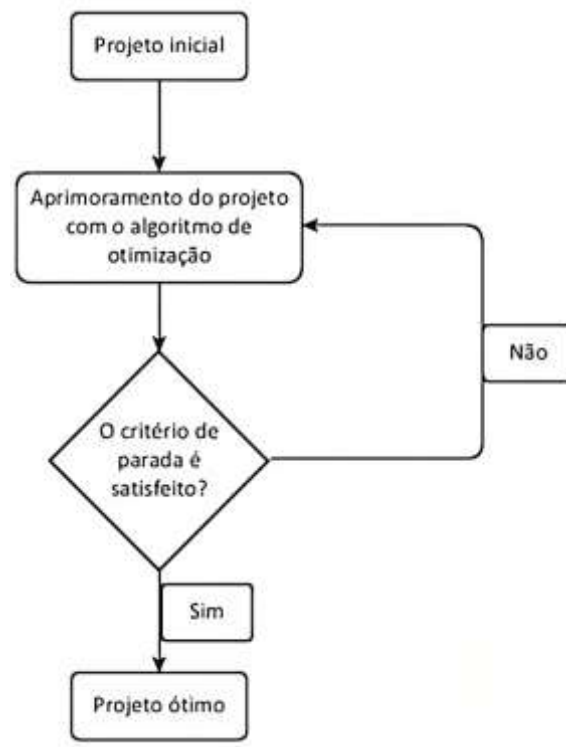 Projeto inicial
Aprimoramento do projeto
com o algoritmo de
otimização
Não
O critério de
parada é
satisfeito?
Sim
Projeto ótimo